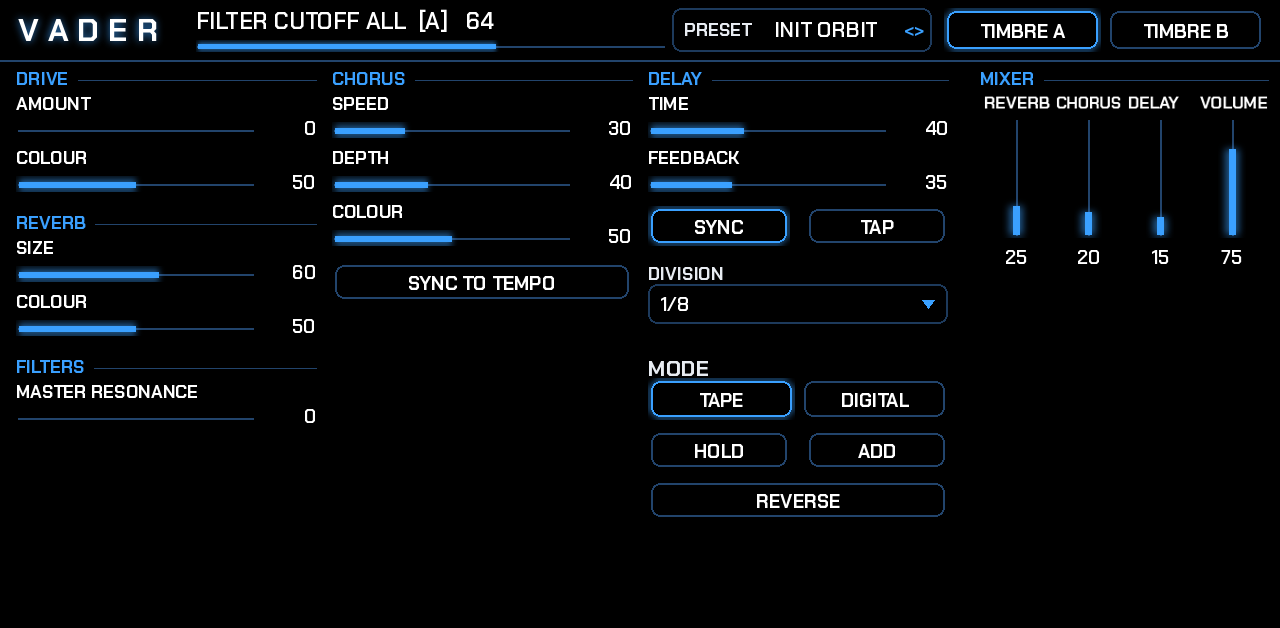 VADER
FILTER CUTOFF ALL [A] 64
PRESET INIT ORBIT <>
TIMBRE A
TIMBRE B
DRIVE
AMOUNT
0
COLOUR
50
REVERB
SIZE
60
COLOUR
50
FILTERS
MASTER RESONANCE
0
CHORUS
SPEED
30
DEPTH
40
COLOUR
50
SYNC TO TEMPO
DELAY
TIME
40
FEEDBACK
35
SYNC TAP
DIVISION
1/8
MODE
TAPE DIGITAL
HOLD ADD
REVERSE
MIXER
REVERB CHORUS DELAY VOLUME
25 20 15 75